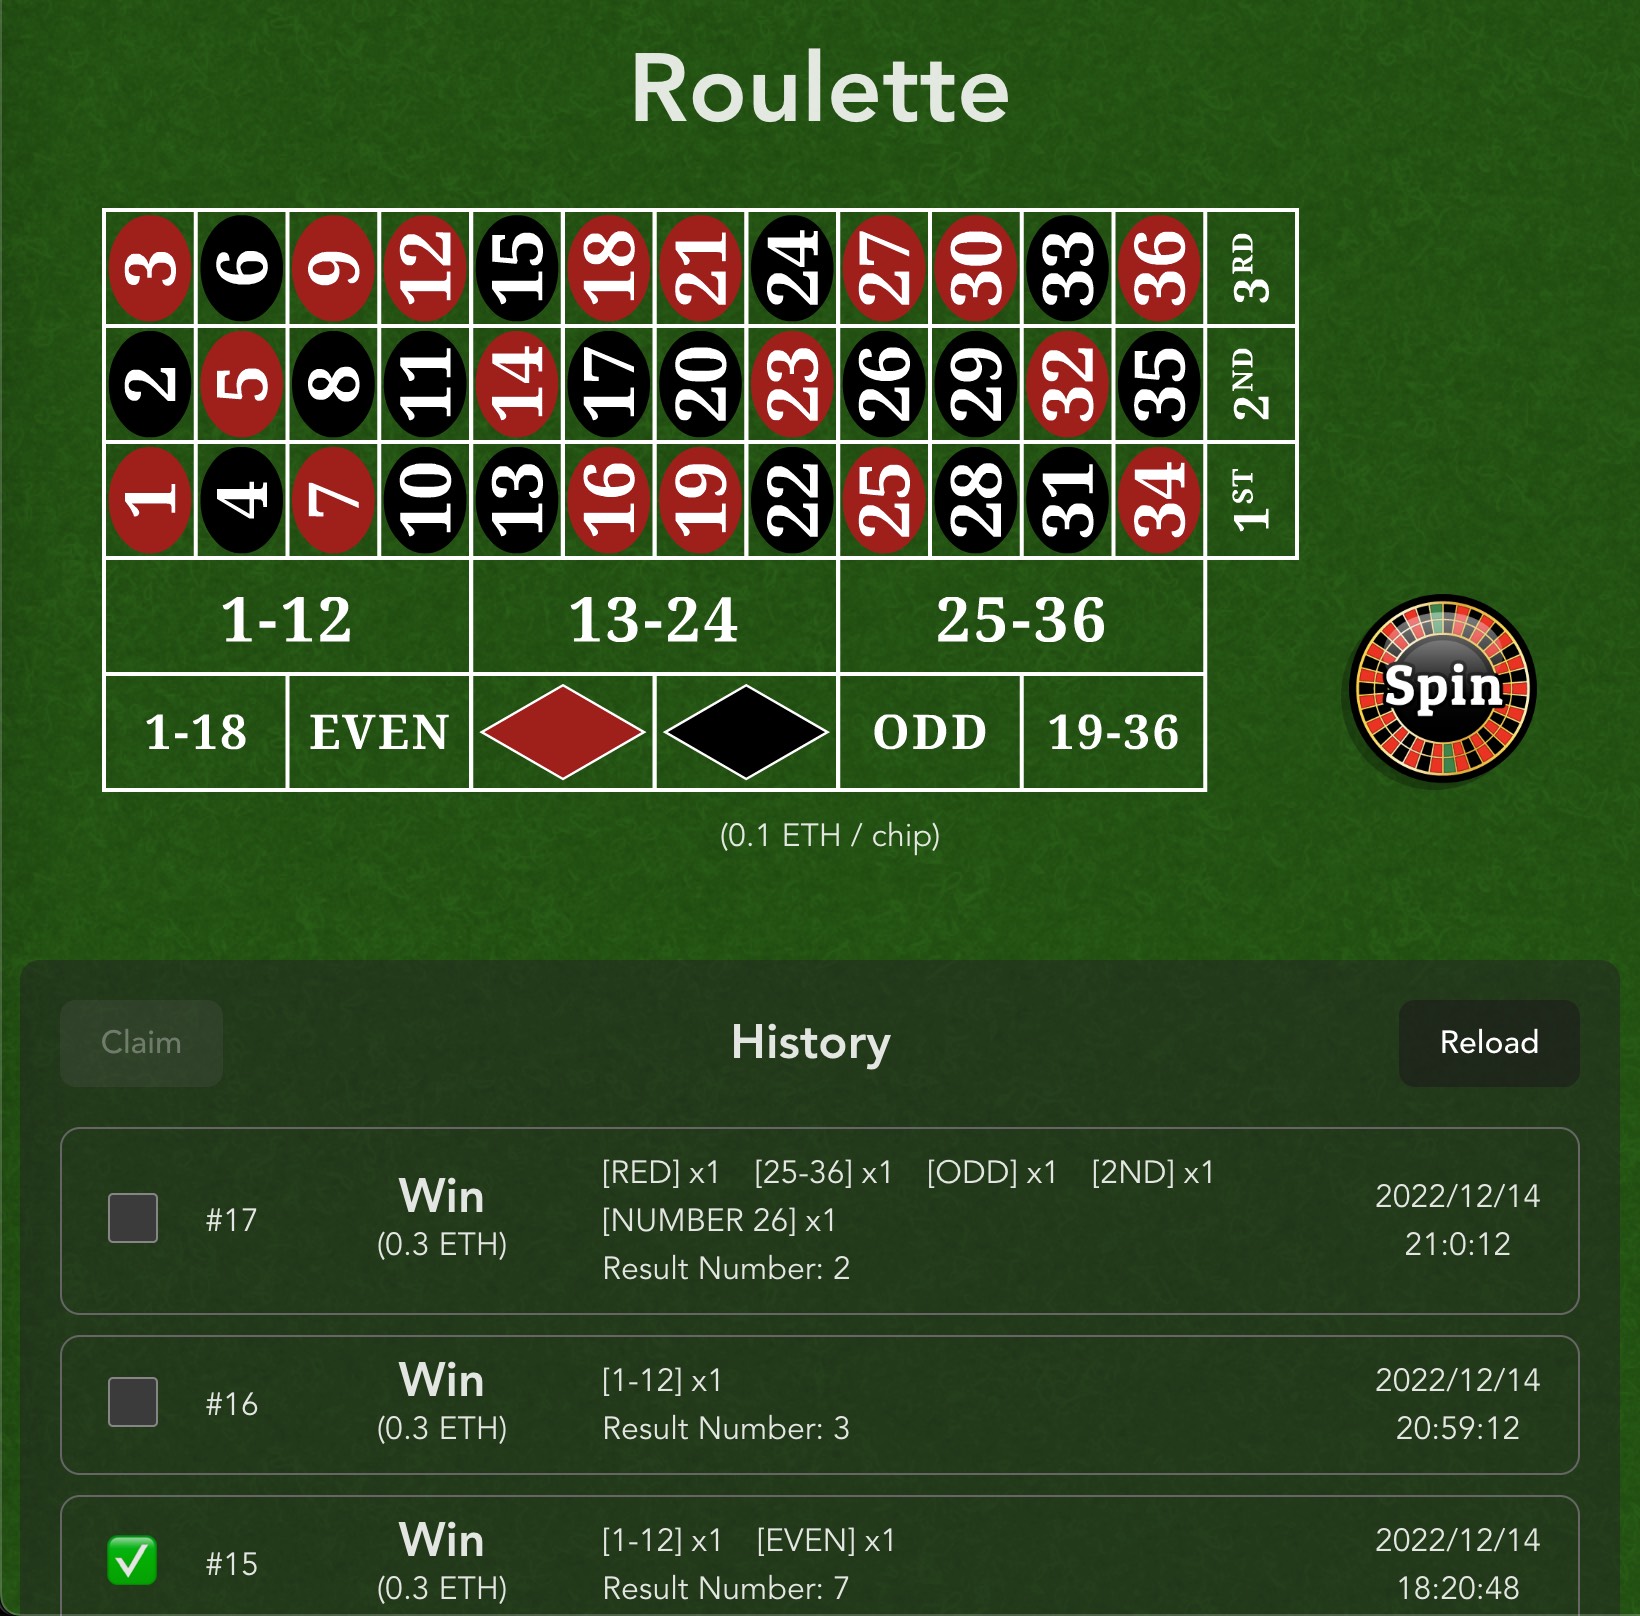 Roulette
3 6 9 12 15 18 21 24 27 30 33 36 3RD
2 5 8 11 14 17 20 23 26 29 32 35 2ND
1 4 7 10 13 16 19 22 25 28 31 34 1ST
1-12 13-24 25-36
Spin
1-18 EVEN ODD 19-36
(0.1 ETH / chip)
Claim
History
Reload
#17
Win
(0.3 ETH)
[RED] x1 [25-36] x1 [ODD] x1 [2ND] x1
[NUMBER 26] x1
Result Number: 2
2022/12/14
21:0:12
#16
Win
(0.3 ETH)
[1-12] x1
Result Number: 3
2022/12/14
20:59:12
#15
Win
(0.3 ETH)
[1-12] x1 [EVEN] x1
Result Number: 7
2022/12/14
18:20:48